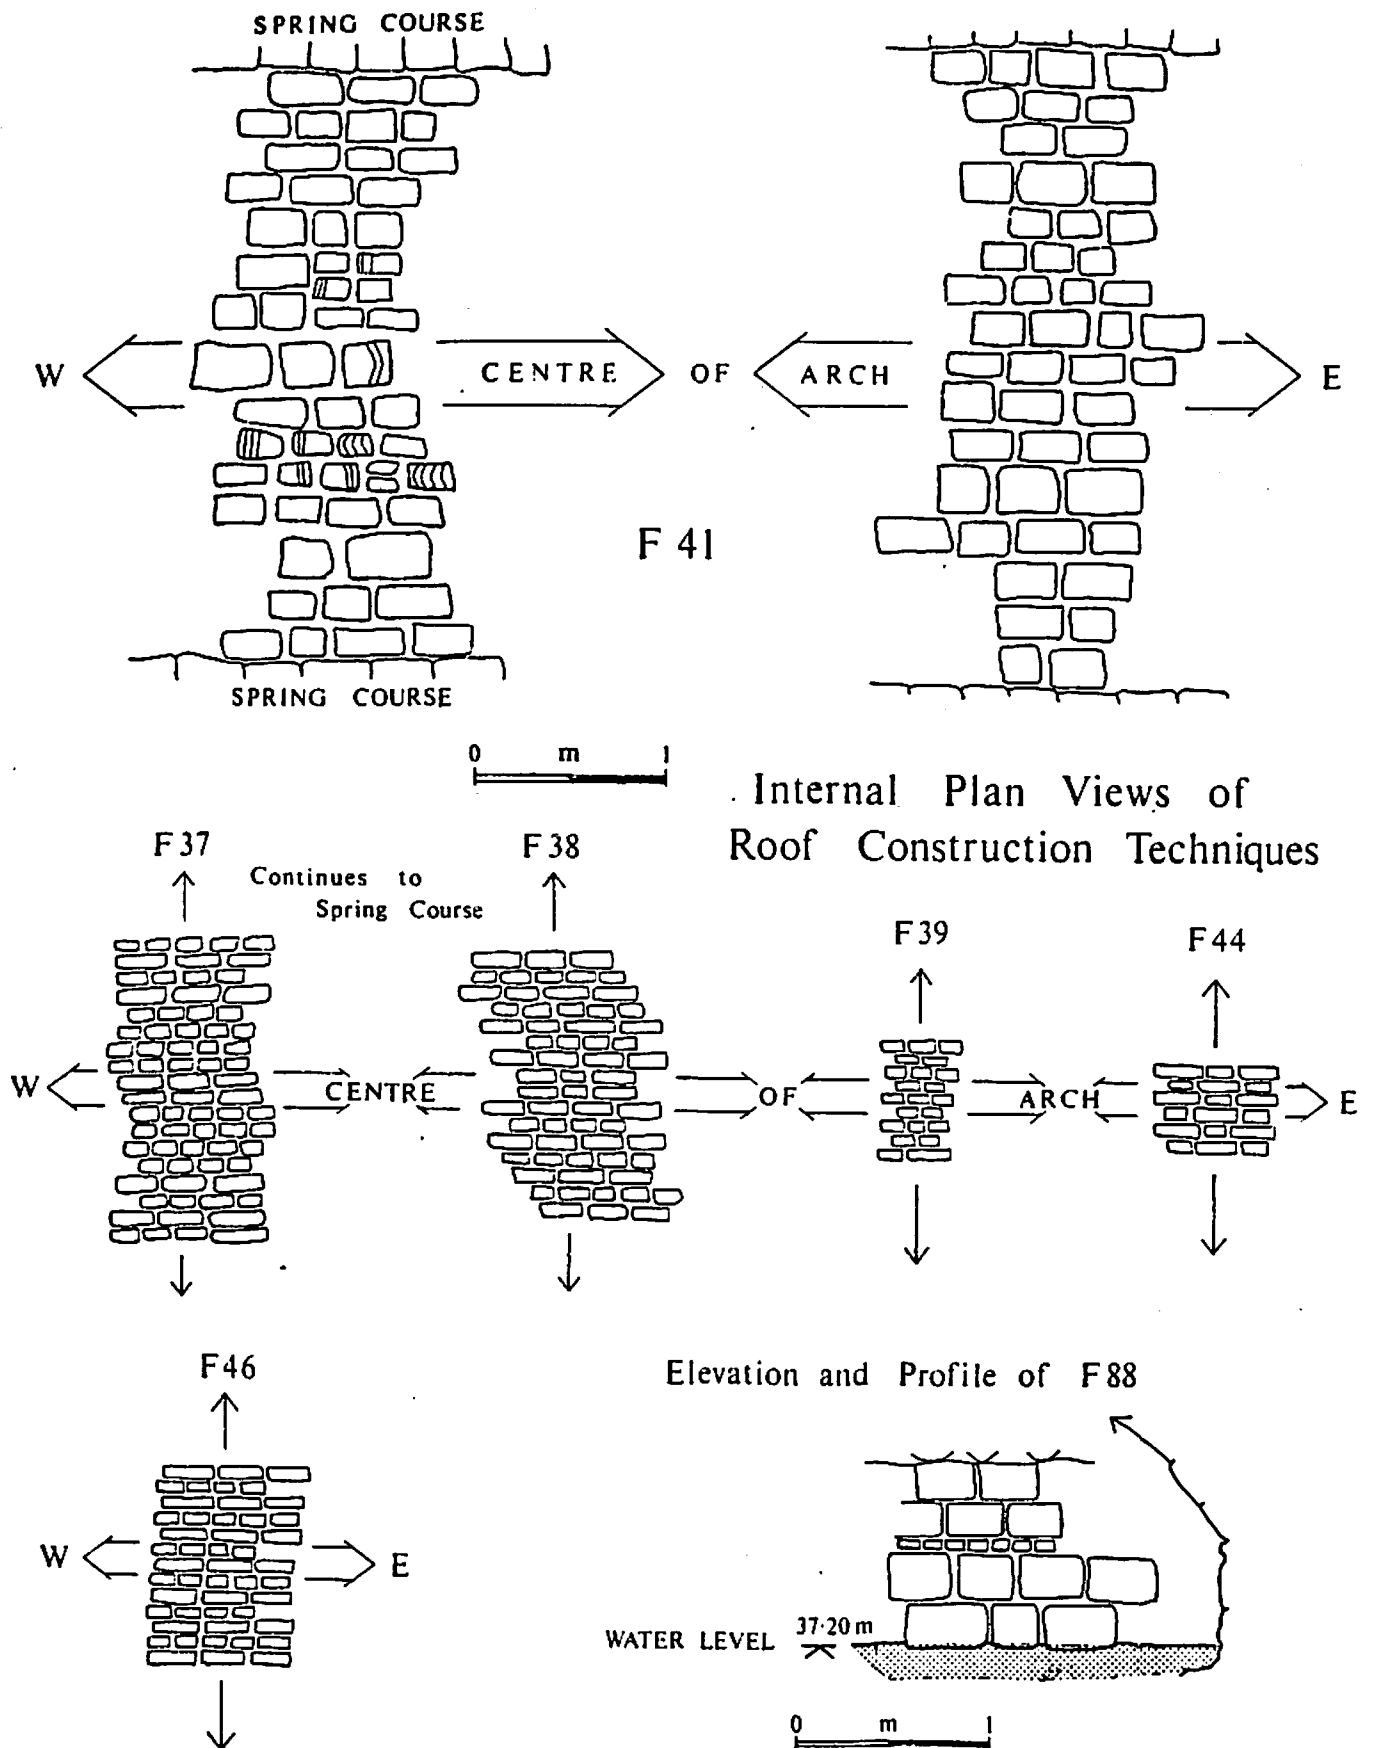 SPRING COURSE
W CENTRE OF ARCH E
F 41
SPRING COURSE
0 m 1
Internal Plan Views of
Roof Construction Techniques
F 37
F 38
Continues to
Spring Course
F 39
F 44
W CENTRE OF ARCH E
F 46
Elevation and Profile of F 88
W E
WATER LEVEL 37·20 m
0 m 1